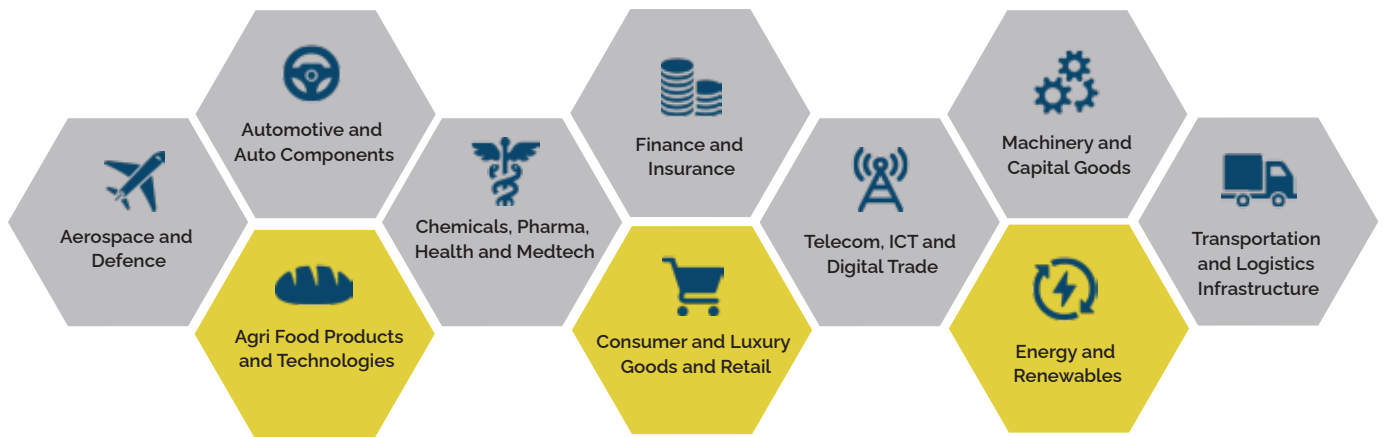 Automotive and
Auto Components
Finance and
Insurance
Machinery and
Capital Goods
Aerospace and
Defence
Chemicals, Pharma,
Health and Medtech
Telecom, ICT and
Digital Trade
Transportation
and Logistics
Infrastructure
Agri Food Products
and Technologies
Consumer and Luxury
Goods and Retail
Energy and
Renewables